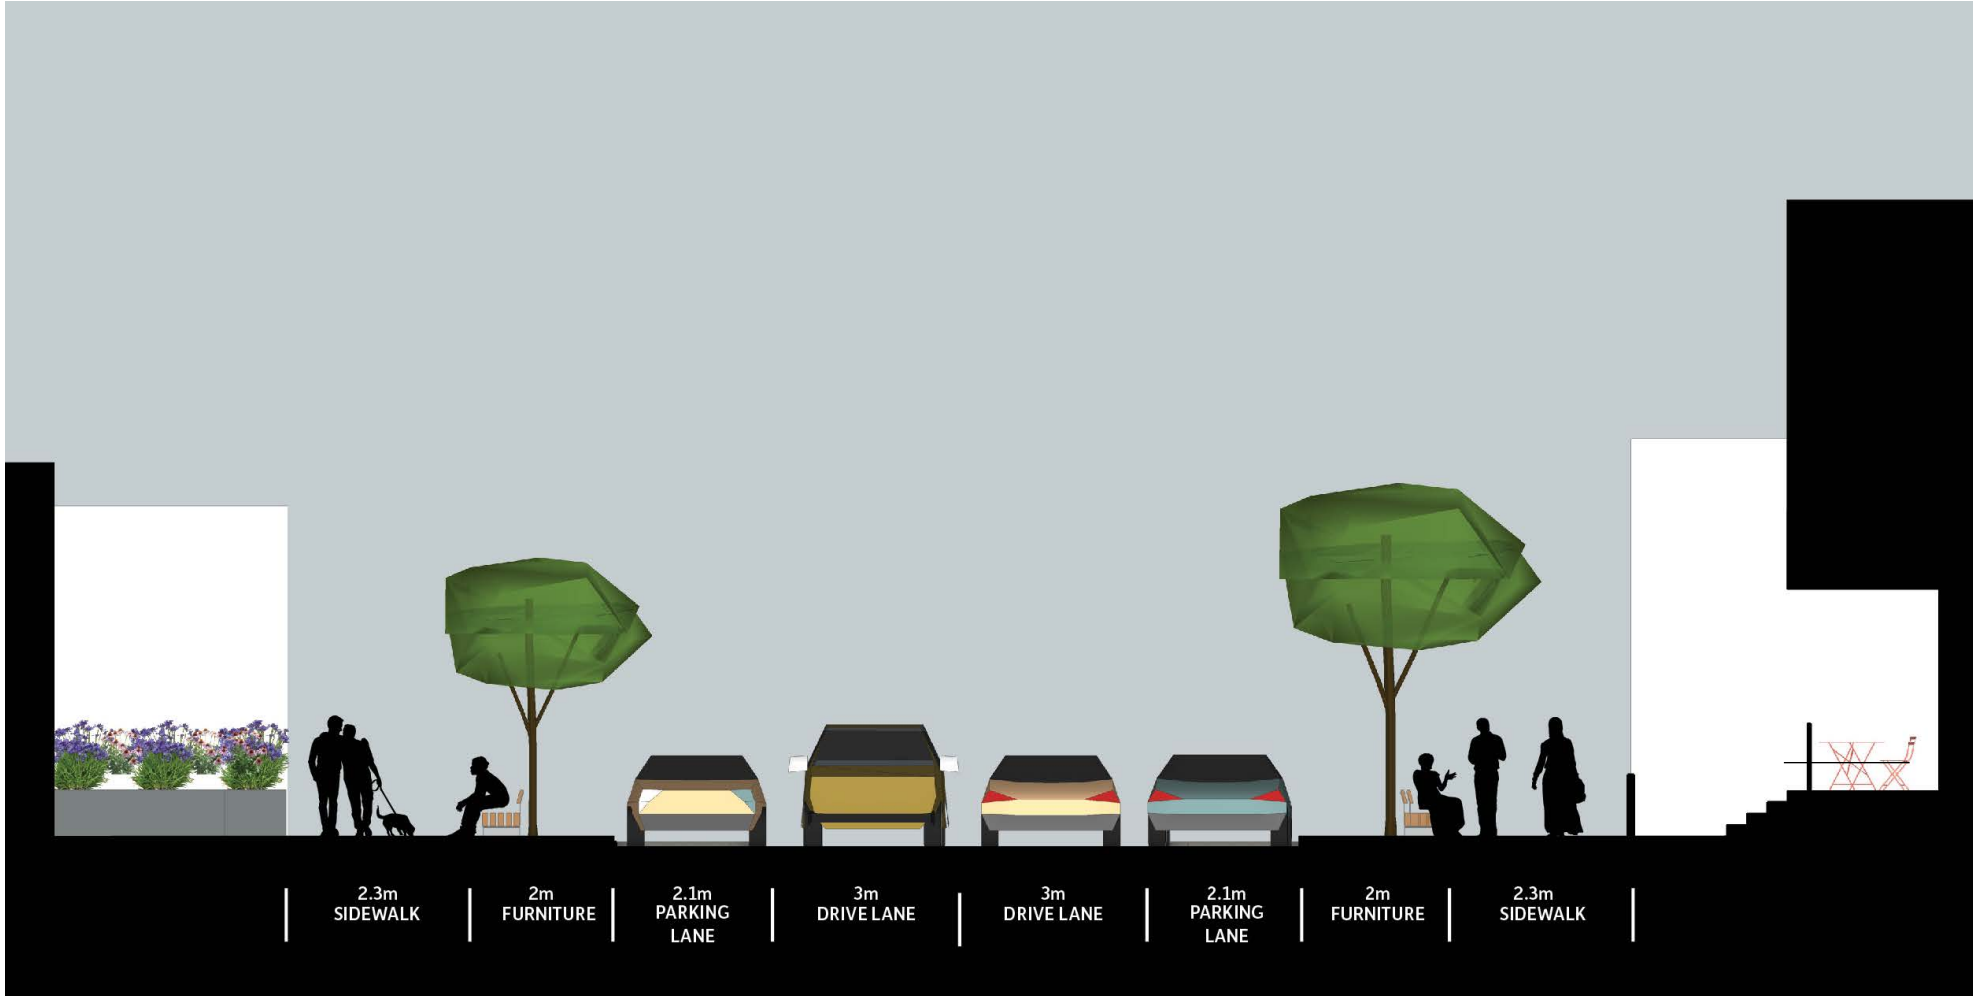 2.3m
SIDEWALK
2m
FURNITURE
2.1m
PARKING
LANE
3m
DRIVE LANE
3m
DRIVE LANE
2.1m
PARKING
LANE
2m
FURNITURE
2.3m
SIDEWALK